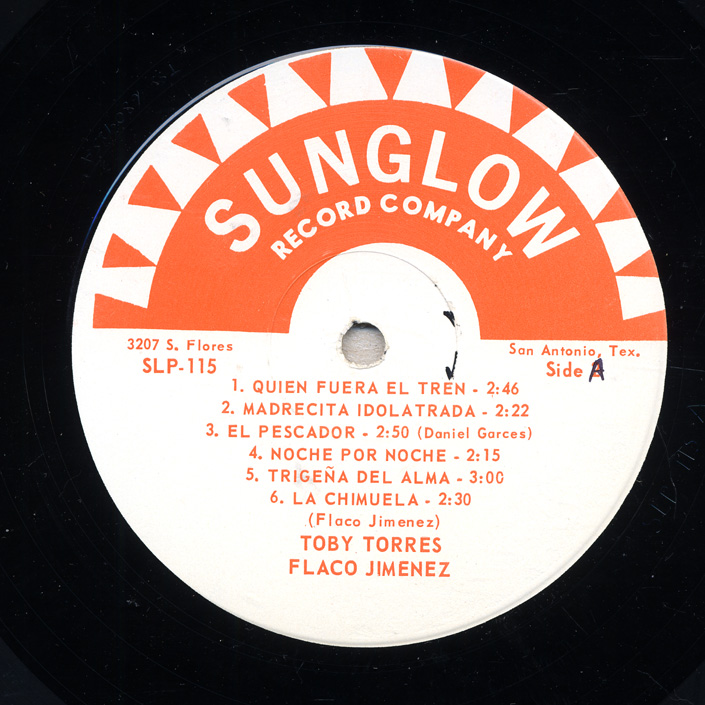 SUNGLOW
RECORD COMPANY
3207 S. Flores
San Antonio, Tex.
SLP-115
Side A
1. QUIEN FUERA EL TREN - 2:46
2. MADRECITA IDOLATRADA - 2:22
3. EL PESCADOR - 2:50 (Daniel Garces)
4. NOCHE POR NOCHE - 2:15
5. TRIGEÑA DEL ALMA - 3:00
6. LA CHIMUELA - 2:30
(Flaco Jimenez)
TOBY TORRES
FLACO JIMENEZ